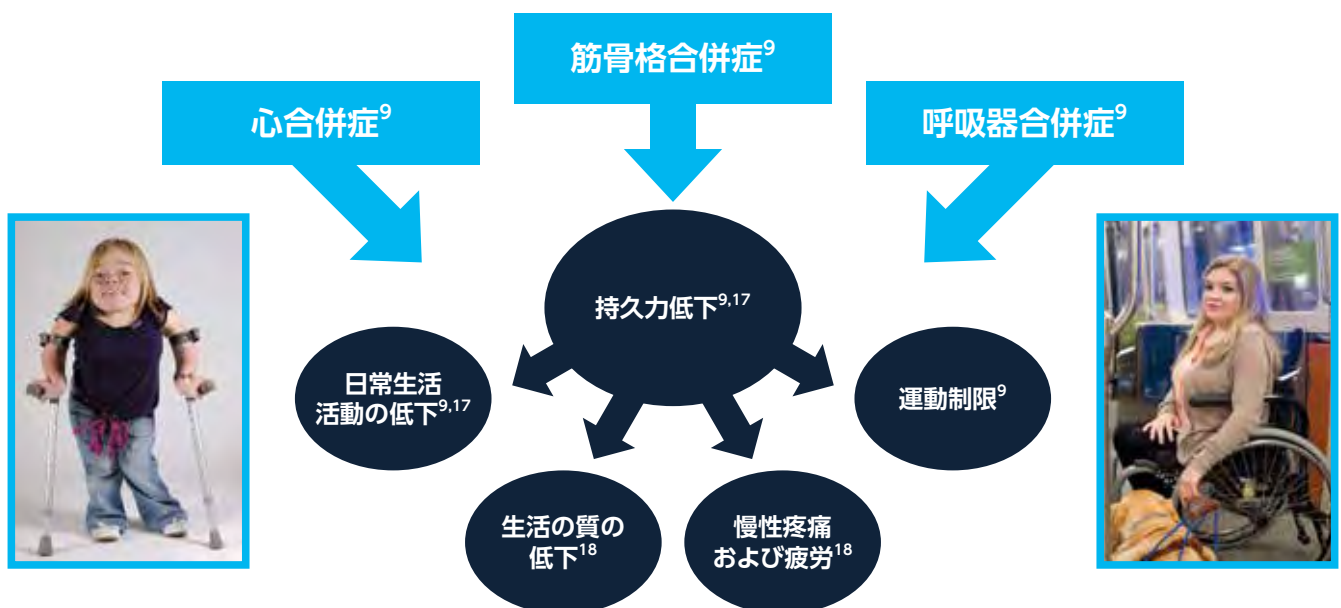 筋骨格合併症9
心合併症9
呼吸器合併症9
持久力低下9,17
日常生活
活動の低下9,17
運動制限9
生活の質の
低下18
慢性疼痛
および疲労18